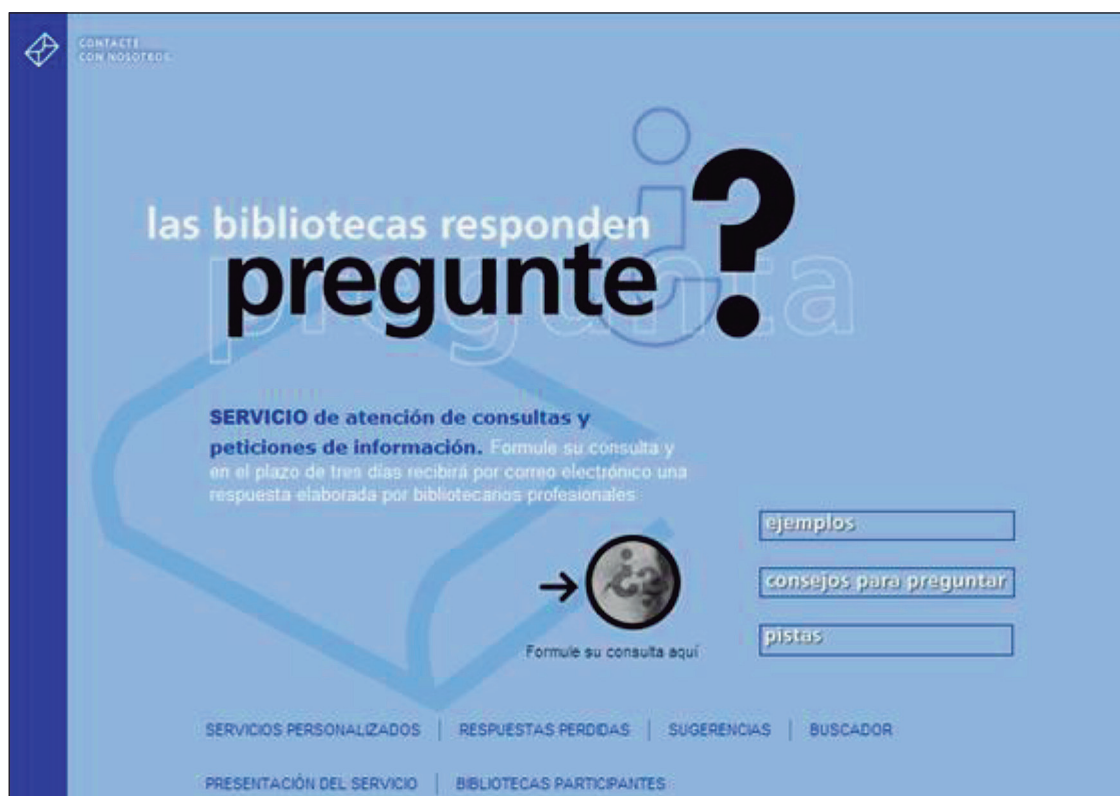 CONTACTE
CON NOSOTROS
las bibliotecas responden
pregunte?
¿pregunta
SERVICIO de atención de consultas y
peticiones de información. Formule su consulta y
en el plazo de tres días recibirá por correo electrónico una
respuesta elaborada por bibliotecarios profesionales
ejemplos
consejos para preguntar
pistas
Formule su consulta aquí
SERVICIOS PERSONALIZADOS | RESPUESTAS PERDIDAS | SUGERENCIAS | BUSCADOR
PRESENTACIÓN DEL SERVICIO | BIBLIOTECAS PARTICIPANTES